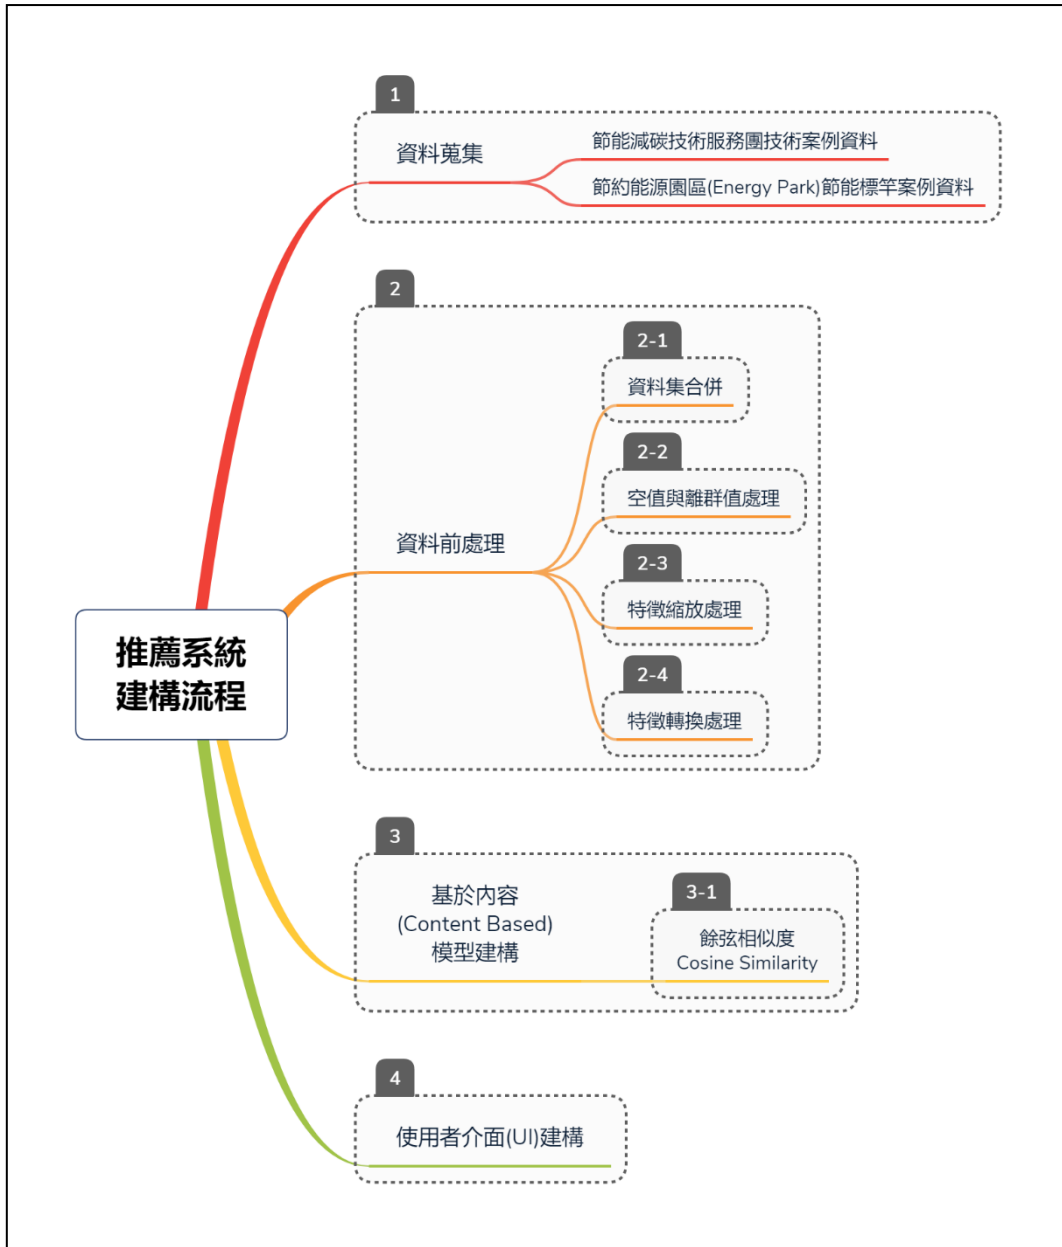 1
資料蒐集
節能減碳技術服務團技術案例資料
節約能源園區(Energy Park)節能標竿案例資料
2
2-1
資料集合併
2-2
空值與離群值處理
資料前處理
2-3
特徵縮放處理
2-4
特徵轉換處理
推薦系統
建構流程
3
基於內容
(Content Based)
模型建構
3-1
餘弦相似度
Cosine Similarity
4
使用者介面(UI)建構